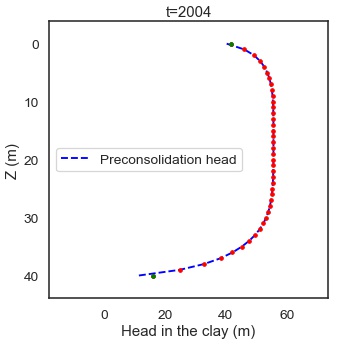 t=2004
0
10
20
30
40
Z (m)
Preconsolidation head
0 20 40 60
Head in the clay (m)